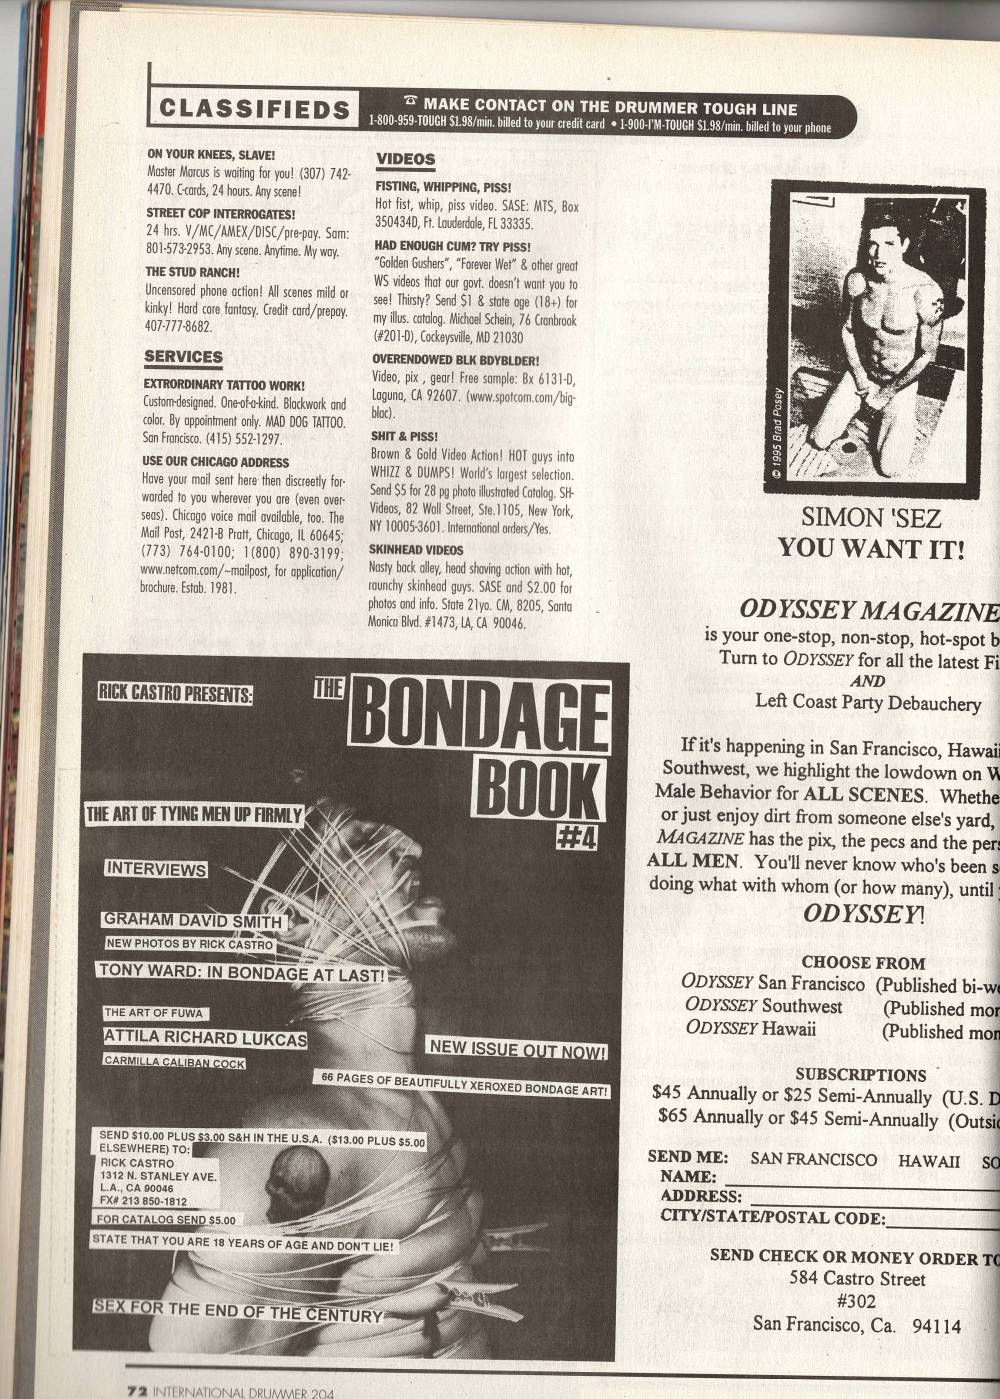 CLASSIFIEDS
MAKE CONTACT ON THE DRUMMER TOUGH LINE
1-800-959-TOUGH $1.98/min. billed to your credit card • 1-900-I'M-TOUGH $1.98/min. billed to your phone
ON YOUR KNEES, SLAVE!
Master Marcus is waiting for you! (307) 742-
4470. C-cards, 24 hours. Any scene!
STREET COP INTERROGATES!
24 hrs. V/MC/AMEX/DISC/pre-pay. Sam:
801-573-2953. Any scene. Anytime. My way.
THE STUD RANCH!
Uncensored phone action! All scenes mild or
kinky! Hard core fantasy. Credit card/prepay.
407-777-8682.
SERVICES
EXTRORDINARY TATTOO WORK!
Custom-designed. One-of-a-kind. Blackwork and
color. By appointment only. MAD DOG TATTOO.
San Francisco. (415) 552-1297.
USE OUR CHICAGO ADDRESS
Have your mail sent here then discreetly for-
warded to you wherever you are (even over-
seas). Chicago voice mail available, too. The
Mail Post, 2421-B Pratt, Chicago, IL 60645;
(773) 764-0100; 1(800) 890-3199;
www.netcom.com/~mailpost, for application/
brochure. Estab. 1981.
VIDEOS
FISTING, WHIPPING, PISS!
Hot fist, whip, piss video. SASE: MTS, Box
350434D, Ft. Lauderdale, FL 33335.
HAD ENOUGH CUM? TRY PISS!
"Golden Gushers", "Forever Wet" & other great
WS videos that our govt. doesn't want you to
see! Thirsty? Send $1 & state age (18+) for
my illus. catalog. Michael Schein, 76 Cranbrook
(#201-D), Cockeysville, MD 21030
OVERENDOWED BLK BDYBLDER!
Video, pix , gear! Free sample: Bx 6131-D,
Laguna, CA 92607. (www.spotcom.com/big-
blac).
SHIT & PISS!
Brown & Gold Video Action! HOT guys into
WHIZZ & DUMPS! World's largest selection.
Send $5 for 28 pg photo illustrated Catalog. SH-
Videos, 82 Wall Street, Ste.1105, New York,
NY 10005-3601. International orders/Yes.
SKINHEAD VIDEOS
Nasty back alley, head shaving action with hot,
raunchy skinhead guys. SASE and $2.00 for
photos and info. State 21yo. CM, 8205, Santa
Monica Blvd. #1473, LA, CA 90046.
RICK CASTRO PRESENTS:
THE BONDAGE
BOOK
#4
THE ART OF TYING MEN UP FIRMLY
INTERVIEWS
GRAHAM DAVID SMITH
NEW PHOTOS BY RICK CASTRO
TONY WARD: IN BONDAGE AT LAST!
THE ART OF FUWA
ATTILA RICHARD LUKCAS
CARMILLA CALIBAN COCK
NEW ISSUE OUT NOW!
66 PAGES OF BEAUTIFULLY XEROXED BONDAGE ART!
SEND $10.00 PLUS $3.00 S&H IN THE U.S.A. ($13.00 PLUS $5.00
ELSEWHERE) TO:
RICK CASTRO
1312 N. STANLEY AVE.
L.A., CA 90046
FX# 213 850-1812
FOR CATALOG SEND $5.00
STATE THAT YOU ARE 18 YEARS OF AGE AND DON'T LIE!
SEX FOR THE END OF THE CENTURY
© 1995 Brad Posey
SIMON 'SEZ
YOU WANT IT!
ODYSSEY MAGAZINE
is your one-stop, non-stop, hot-spot b
Turn to ODYSSEY for all the latest Fi
AND
Left Coast Party Debauchery
If it's happening in San Francisco, Hawaii
Southwest, we highlight the lowdown on W
Male Behavior for ALL SCENES. Whethe
or just enjoy dirt from someone else's yard,
MAGAZINE has the pix, the pecs and the pers
ALL MEN. You'll never know who's been s
doing what with whom (or how many), until
ODYSSEY!
CHOOSE FROM
ODYSSEY San Francisco (Published bi-we
ODYSSEY Southwest (Published mon
ODYSSEY Hawaii (Published mon
SUBSCRIPTIONS
$45 Annually or $25 Semi-Annually (U.S. D
$65 Annually or $45 Semi-Annually (Outsi
SEND ME: SAN FRANCISCO HAWAII SO
NAME:
ADDRESS:
CITY/STATE/POSTAL CODE:
SEND CHECK OR MONEY ORDER TO
584 Castro Street
#302
San Francisco, Ca. 94114
72 INTERNATIONAL DRUMMER 204